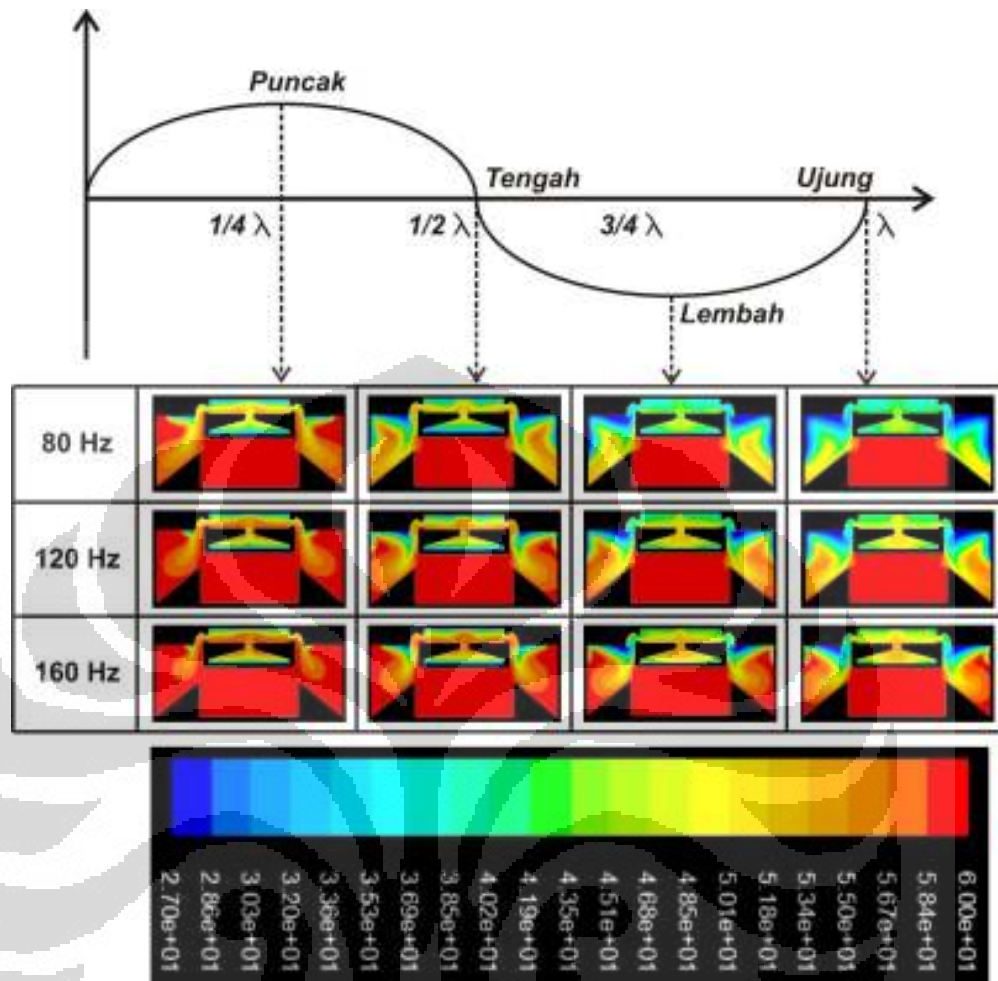 Puncak
Tengah
Ujung
1/4 λ
1/2 λ
3/4 λ
λ
Lembah
80 Hz
120 Hz
160 Hz
2.70e+01
2.86e+01
3.03e+01
3.20e+01
3.36e+01
3.53e+01
3.69e+01
3.85e+01
4.02e+01
4.19e+01
4.35e+01
4.51e+01
4.68e+01
4.85e+01
5.01e+01
5.18e+01
5.34e+01
5.50e+01
5.67e+01
5.84e+01
6.00e+01